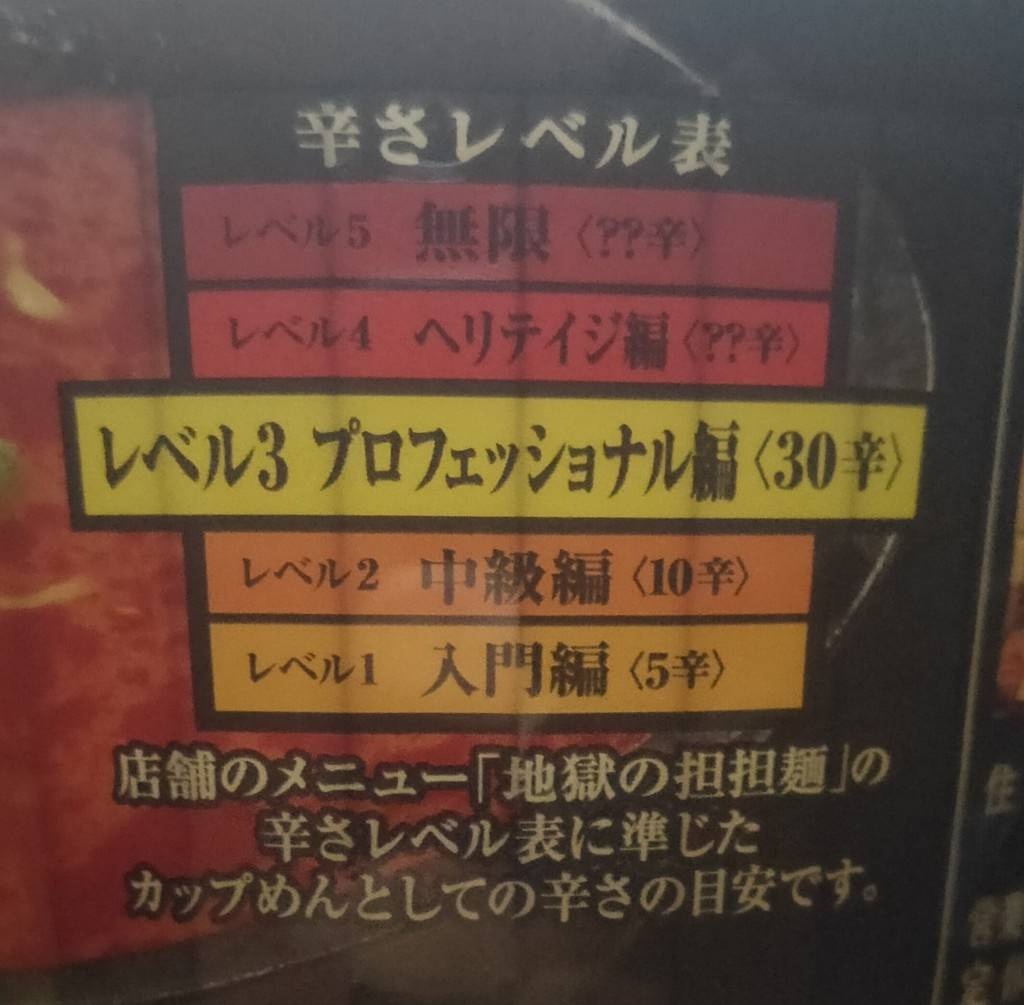 辛さレベル表
レベル5 無限〈??辛〉
レベル4 ヘリテイジ編〈??辛〉
レベル3 プロフェッショナル編〈30辛〉
レベル2 中級編〈10辛〉
レベル1 入門編〈5辛〉
店舗のメニュー「地獄の担担麺」の
辛さレベル表に準じた
カップめんとしての辛さの目安です。
住